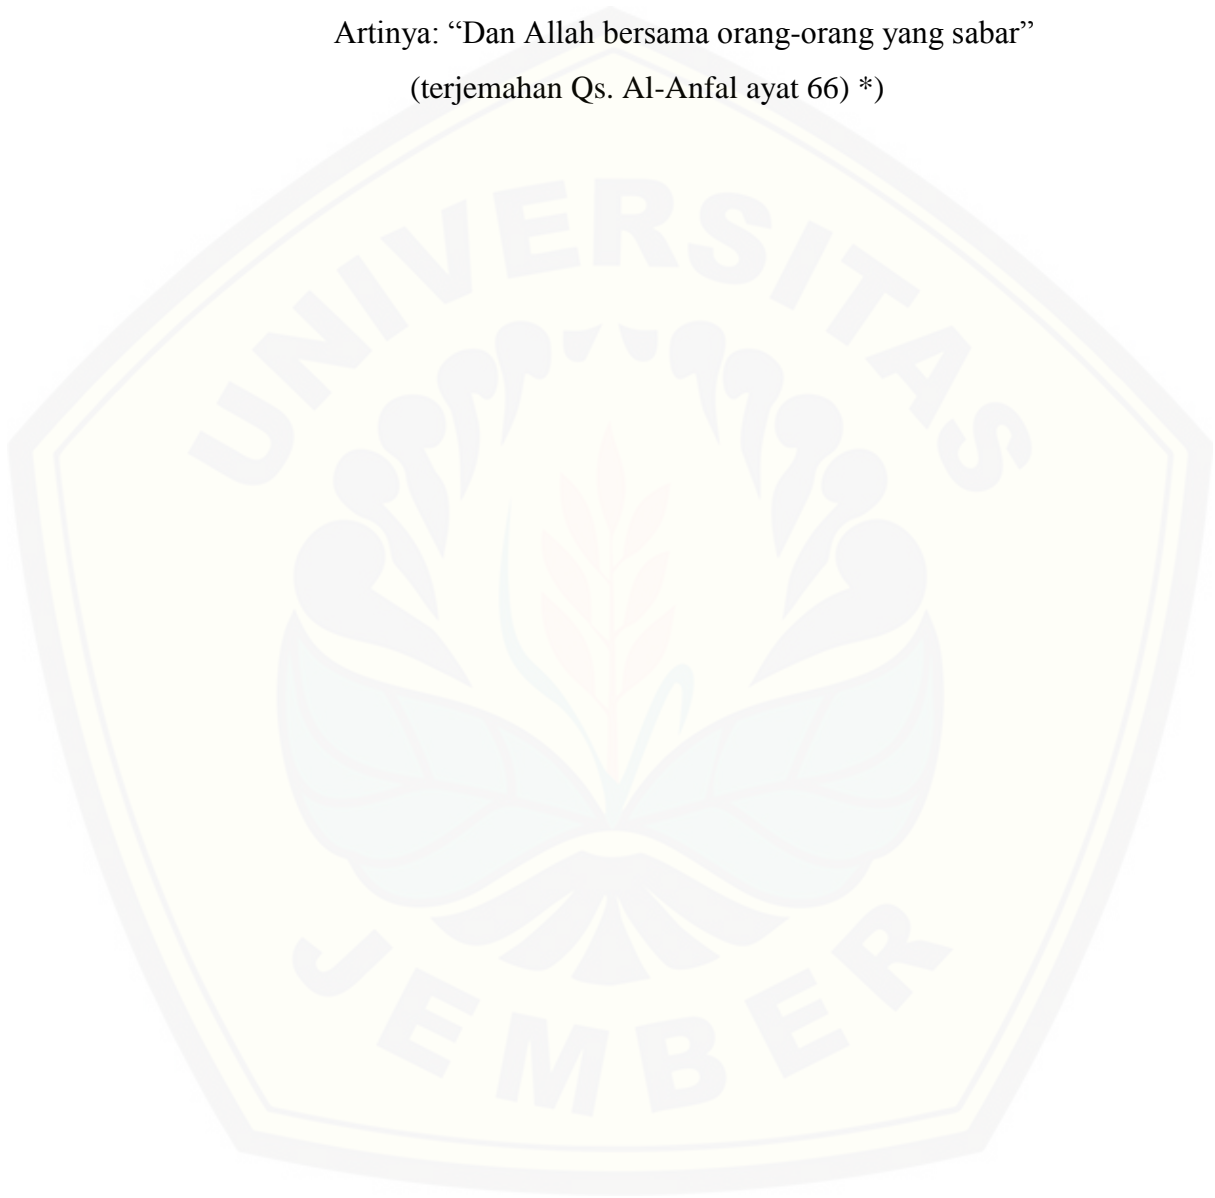 Artinya: “Dan Allah bersama orang-orang yang sabar”
(terjemahan Qs. Al-Anfal ayat 66) *)
UNIVERSITAS
JEMBER